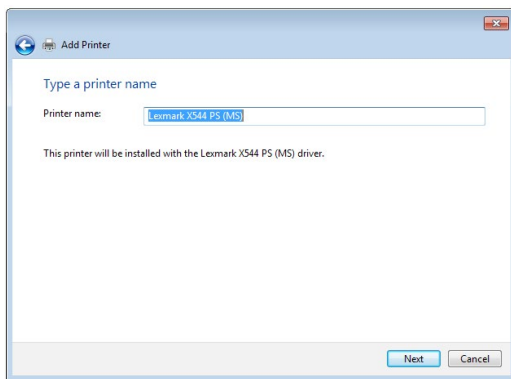 Add Printer
Type a printer name
Printer name: Lexmark X544 PS (MS)
This printer will be installed with the Lexmark X544 PS (MS) driver.
Next Cancel